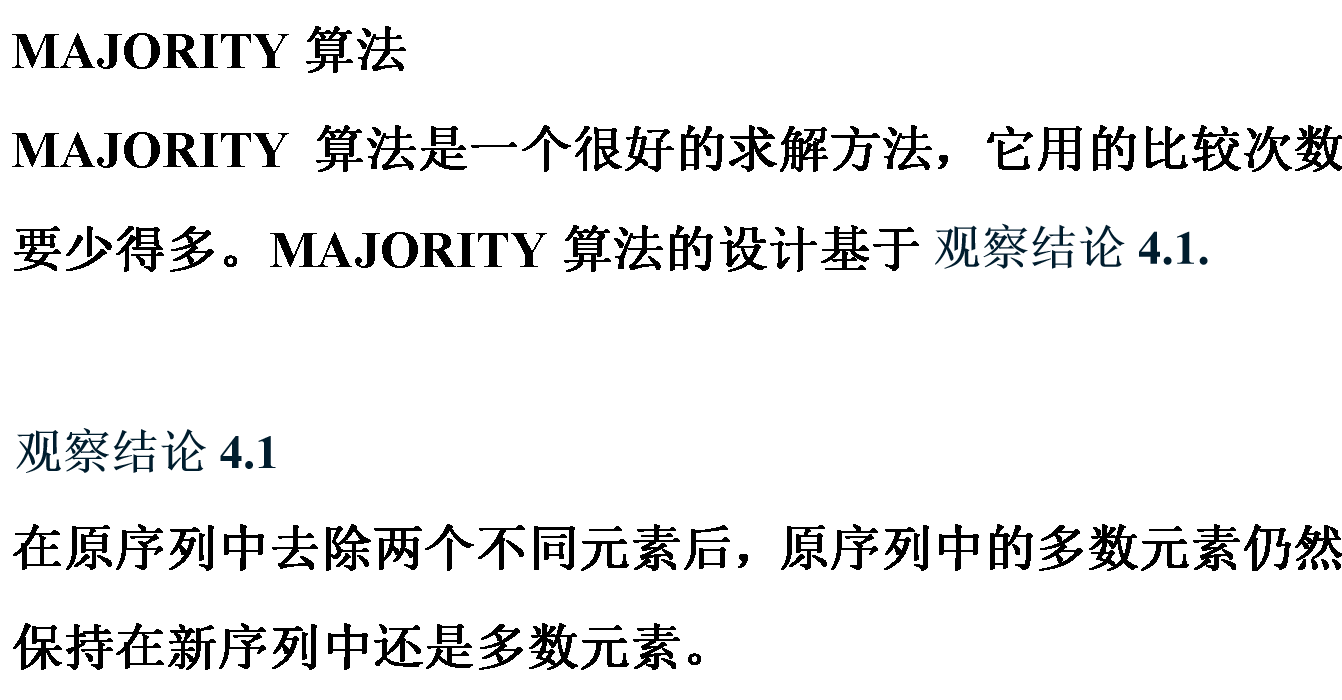 MAJORITY 算法
MAJORITY 算法是一个很好的求解方法，它用的比较次数
要少得多。MAJORITY 算法的设计基于 观察结论 4.1.
观察结论 4.1
在原序列中去除两个不同元素后，原序列中的多数元素仍然
保持在新序列中还是多数元素。